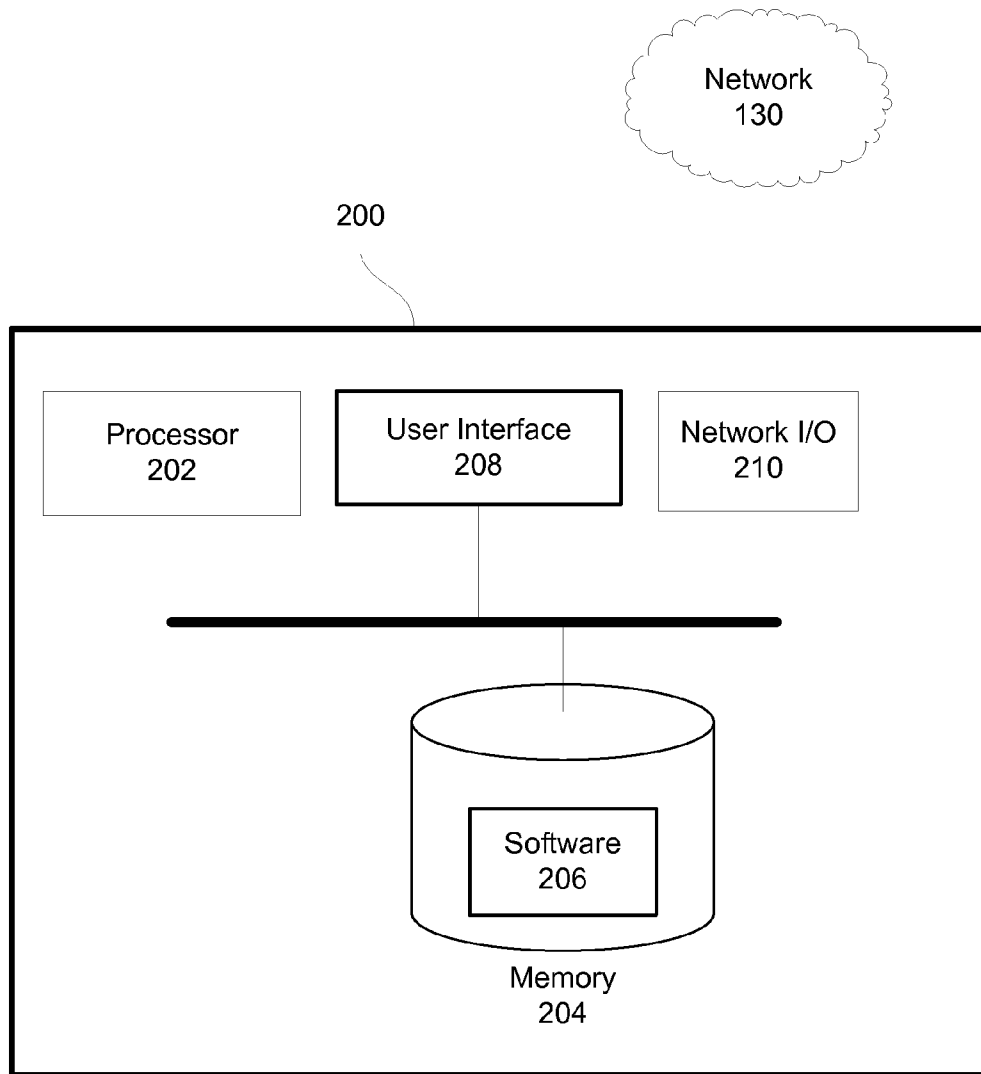 Network
130
200
Processor
202
User Interface
208
Network I/O
210
Software
206
Memory
204